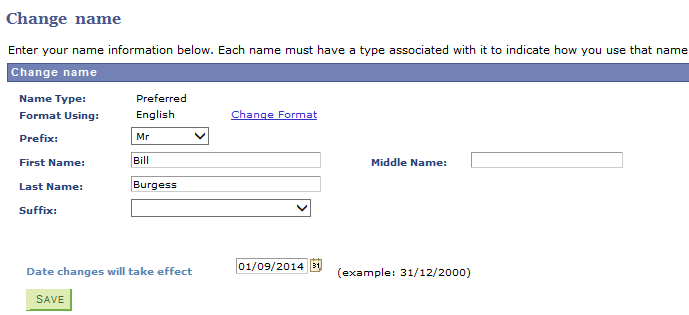 Change name
Enter your name information below. Each name must have a type associated with it to indicate how you use that name
Change name
Name Type: Preferred
Format Using: English Change Format
Prefix: Mr
First Name: Bill Middle Name:
Last Name: Burgess
Suffix:
Date changes will take effect 01/09/2014 31 (example: 31/12/2000)
SAVE